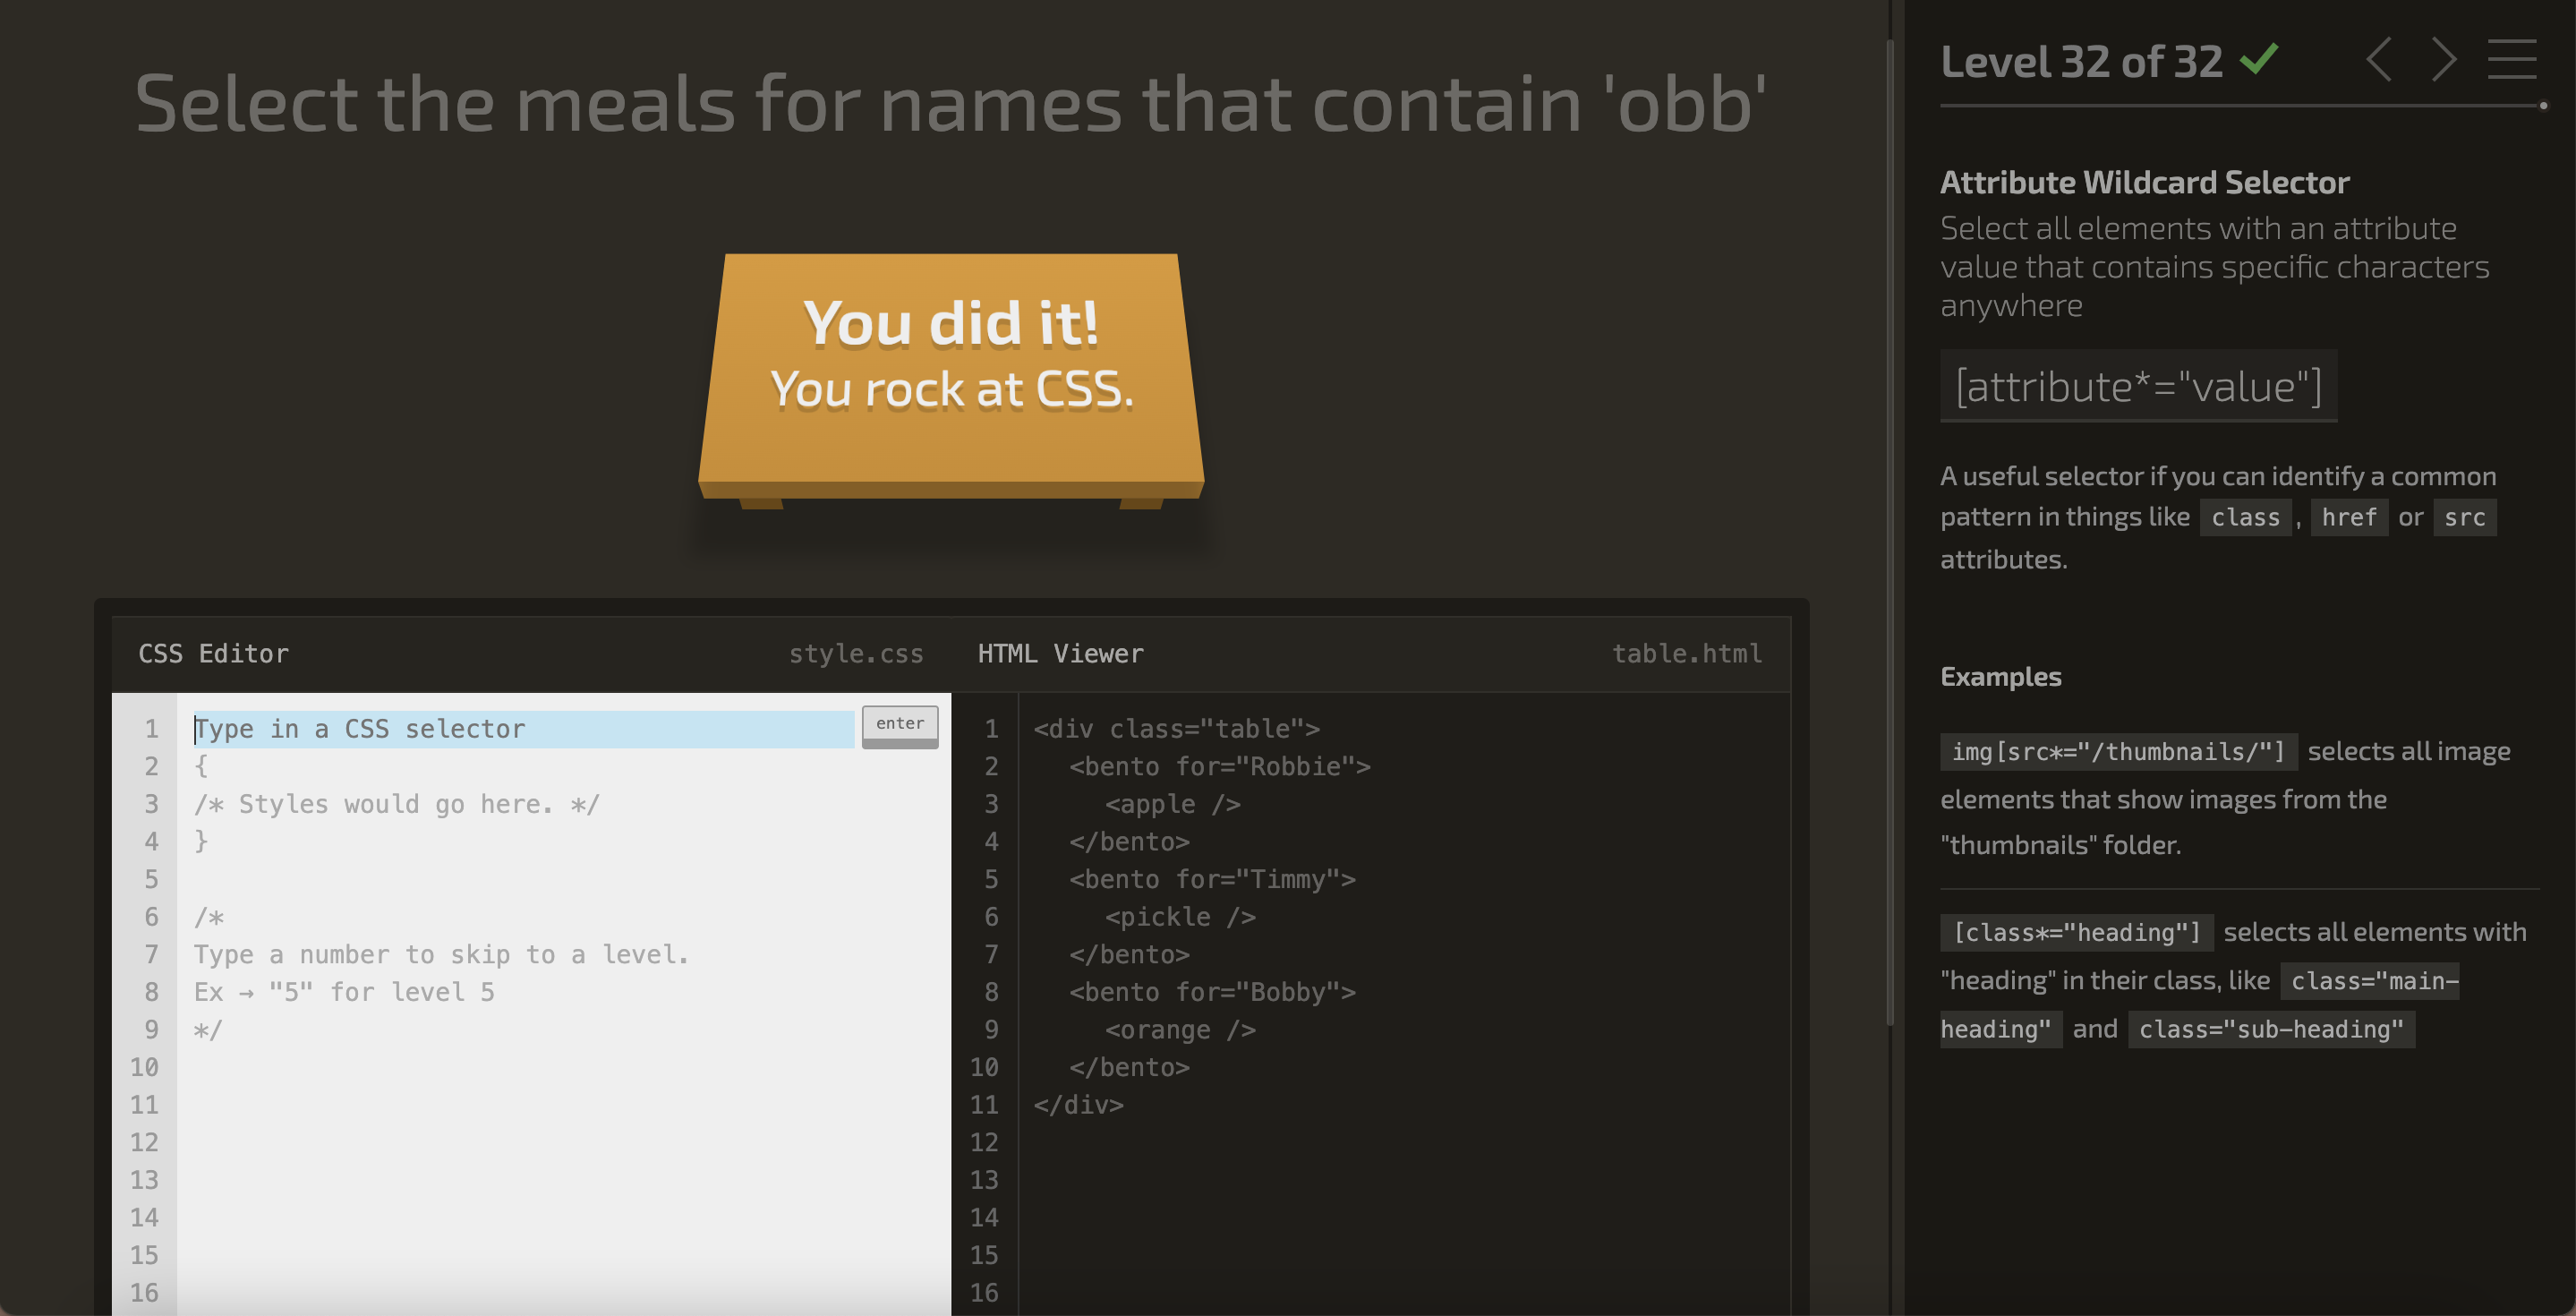 Select the meals for names that contain 'obb'
You did it!
You rock at CSS.
CSS Editor
style.css
1 Type in a CSS selector
enter
2 {
3 /* Styles would go here. */
4 }
5
6 /*
7 Type a number to skip to a level.
8 Ex → "5" for level 5
9 */
10
11
12
13
14
15
16
HTML Viewer
table.html
1 <div class="table">
2 <bento for="Robbie">
3 <apple />
4 </bento>
5 <bento for="Timmy">
6 <pickle />
7 </bento>
8 <bento for="Bobby">
9 <orange />
10 </bento>
11 </div>
12
13
14
15
16
Level 32 of 32 ✓
Attribute Wildcard Selector
Select all elements with an attribute
value that contains specific characters
anywhere
[attribute*="value"]
A useful selector if you can identify a common
pattern in things like class , href or src
attributes.
Examples
img[src*="/thumbnails/"] selects all image
elements that show images from the
"thumbnails" folder.
[class*="heading"] selects all elements with
"heading" in their class, like class="main-
heading" and class="sub-heading"